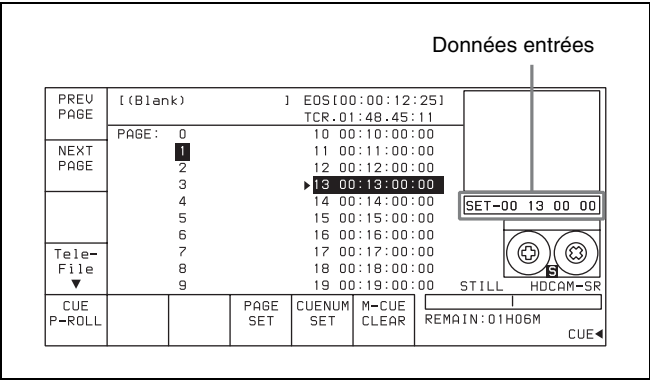 Données entrées
PREV PAGE
[(Blank) ] EOS[00:00:12:25]
TCR.01:48.45:11
NEXT PAGE
PAGE: 0 10 00:10:00:00
1 11 00:11:00:00
2 12 00:12:00:00
3 ▶13 00:13:00:00
4 14 00:14:00:00
5 15 00:15:00:00
6 16 00:16:00:00
7 17 00:17:00:00
8 18 00:18:00:00
9 19 00:19:00:00
SET-00 13 00 00
Tele-File ▼
S
STILL HDCAM-SR
CUE P-ROLL
PAGE SET
CUENUM SET
M-CUE CLEAR
REMAIN:01H06M
CUE◀